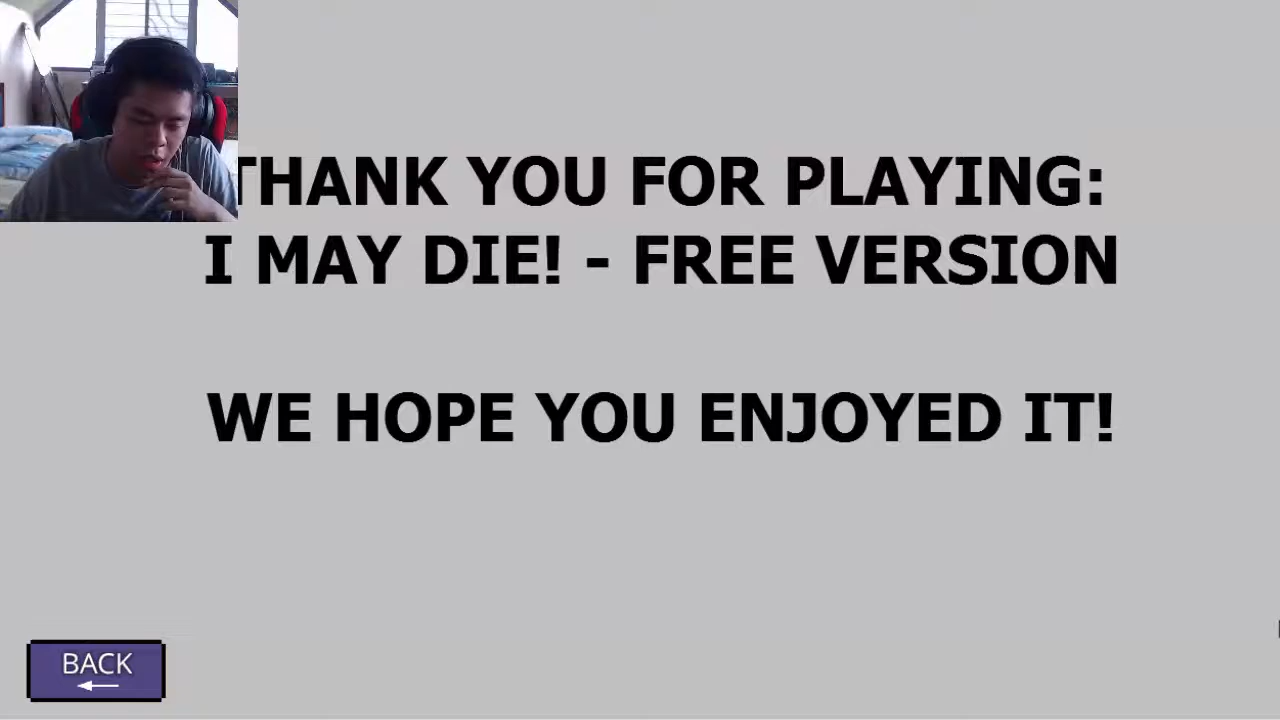 THANK YOU FOR PLAYING:
I MAY DIE! - FREE VERSION
WE HOPE YOU ENJOYED IT!
BACK